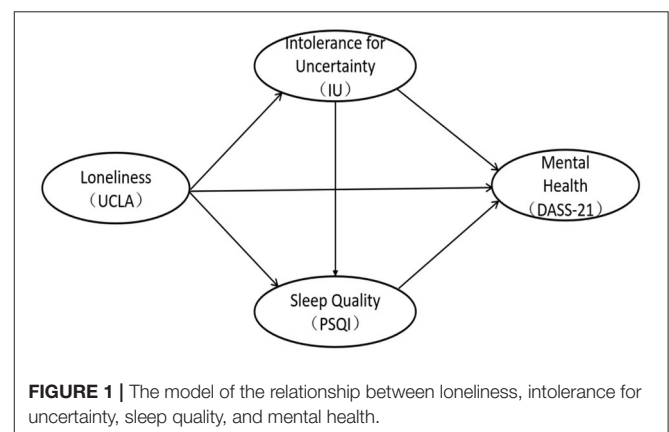 Intolerance for
Uncertainty
（IU）
Loneliness
（UCLA）
Mental
Health
（DASS-21）
Sleep Quality
（PSQI）
FIGURE 1 | The model of the relationship between loneliness, intolerance for
uncertainty, sleep quality, and mental health.